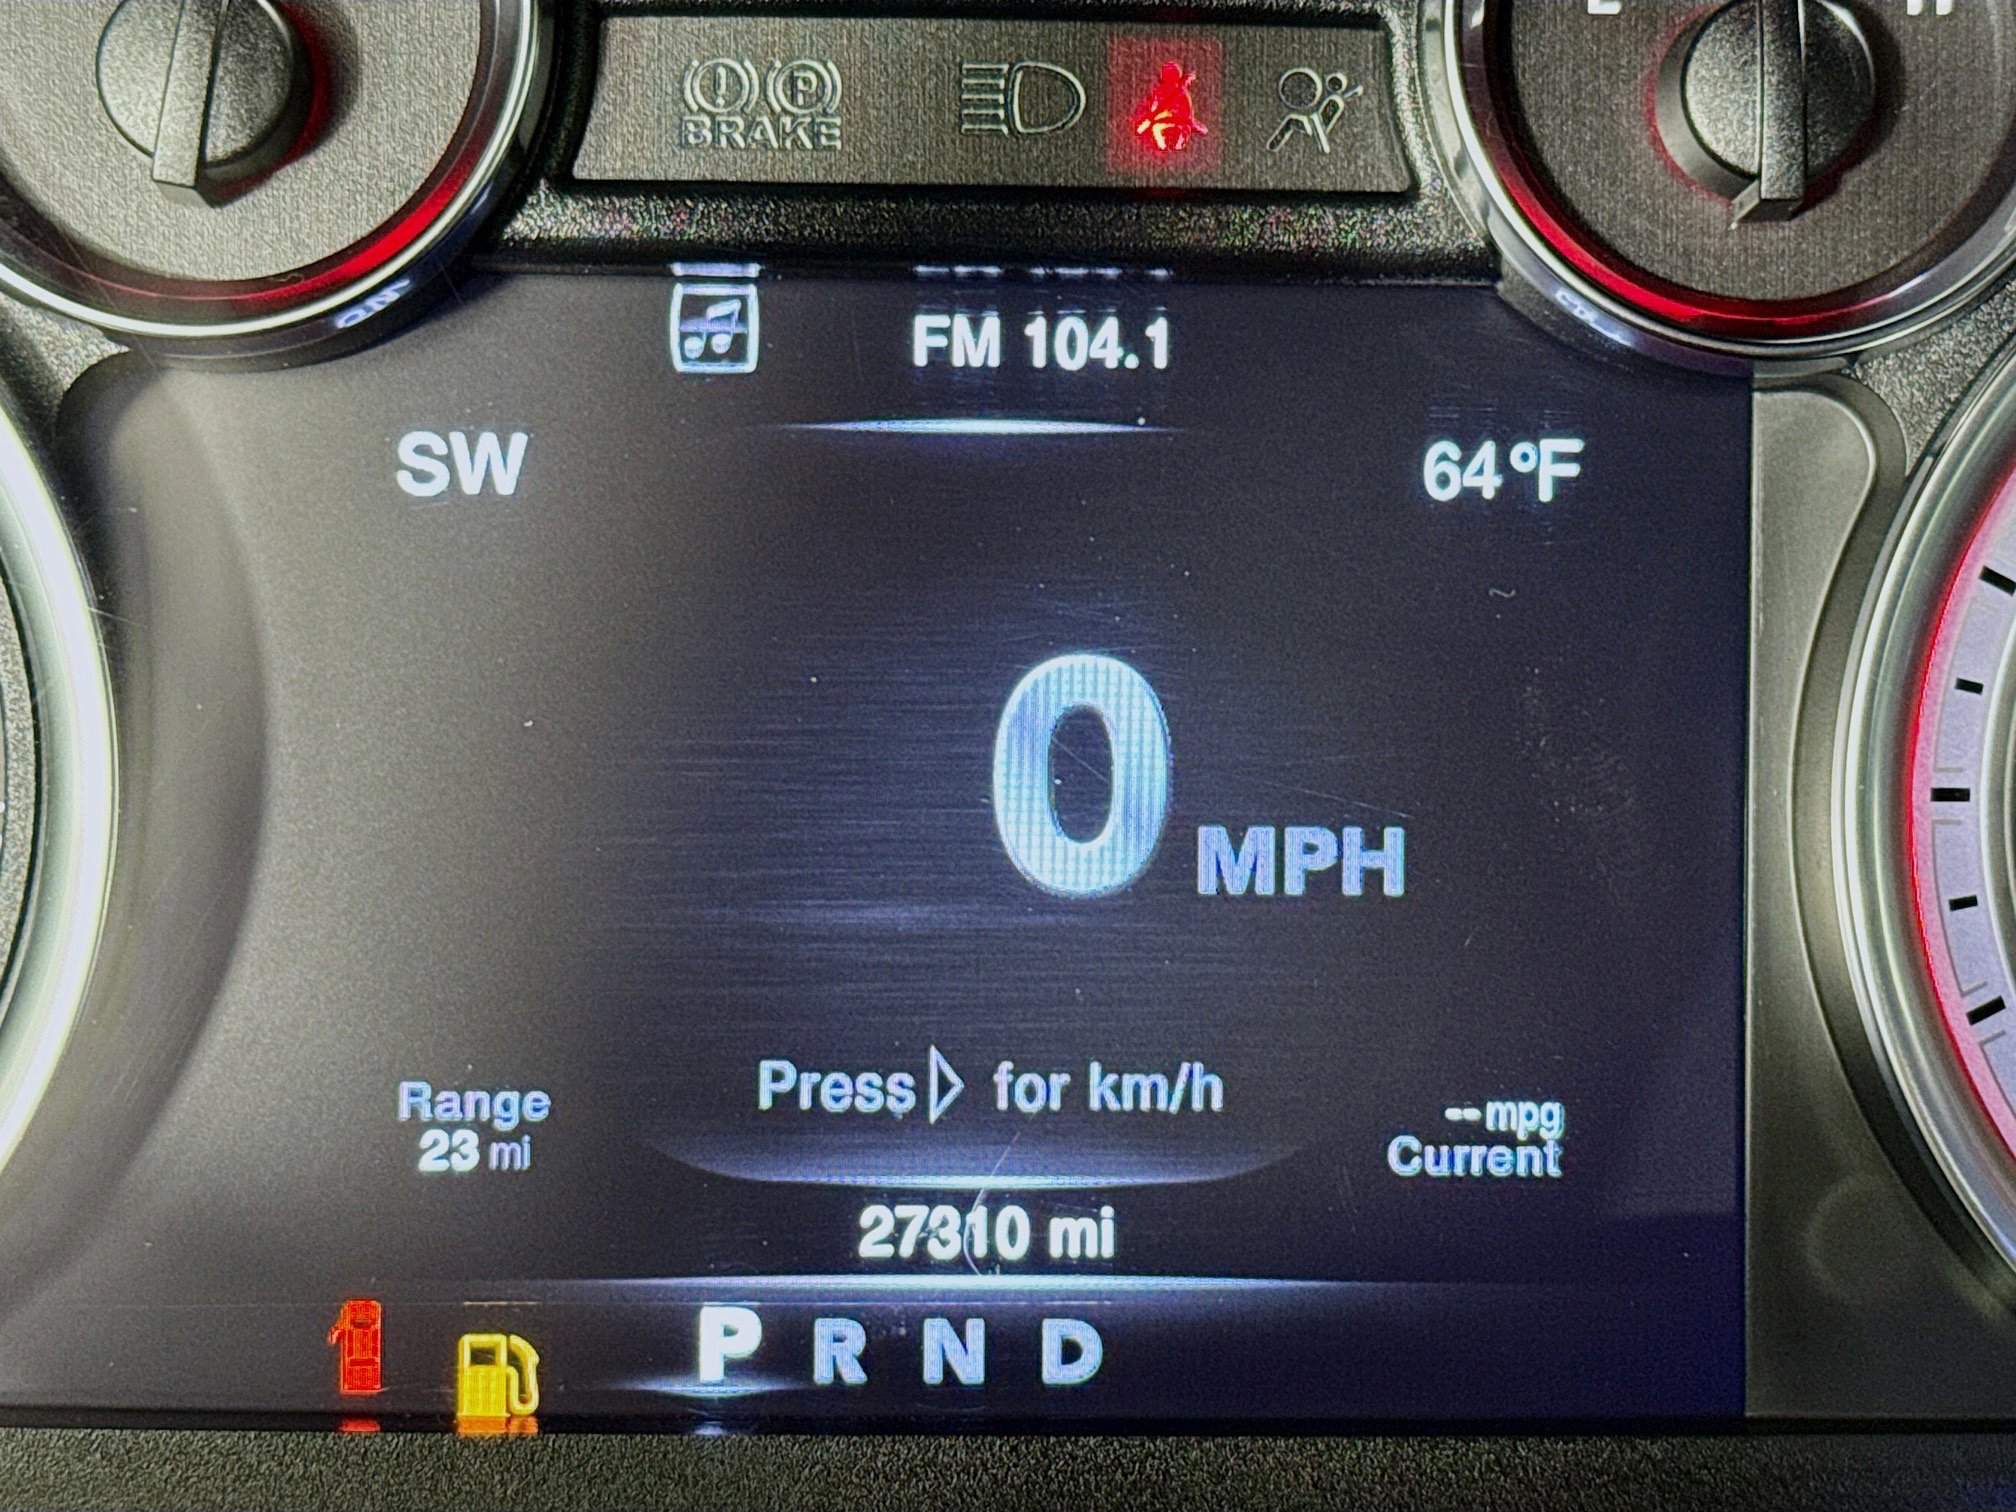 BRAKE
FM 104.1
SW
64°F
0 MPH
Press ▷ for km/h
Range
23 mi
-- mpg
Current
27310 mi
P R N D